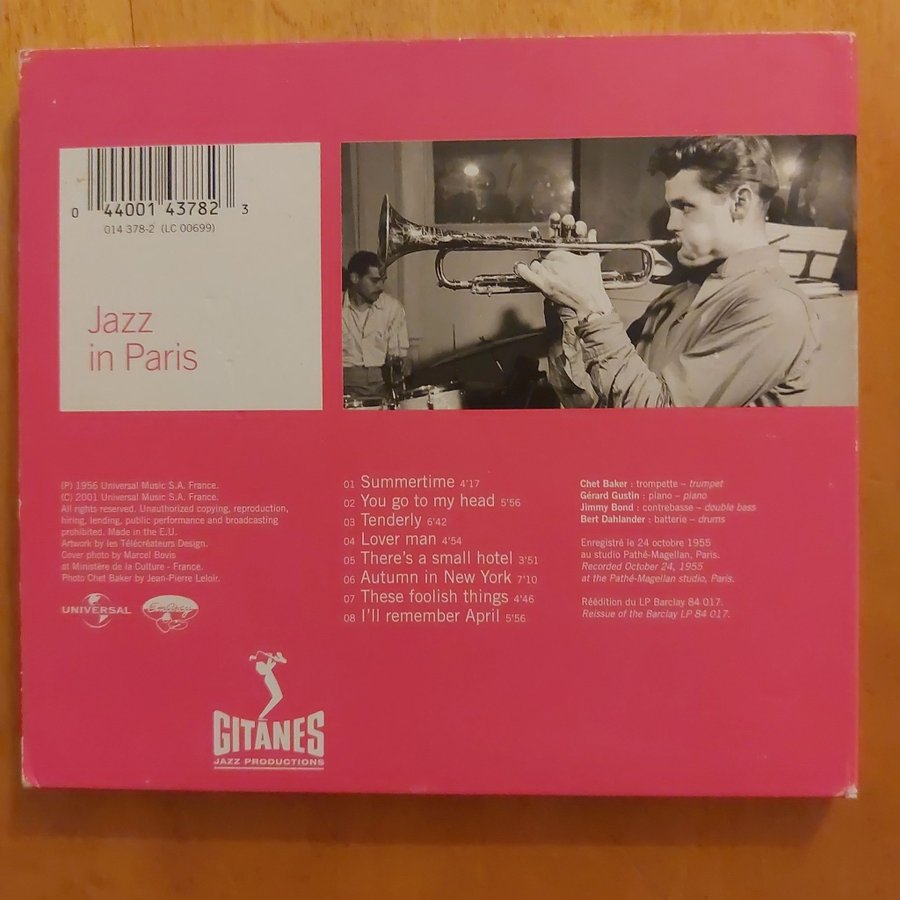 0 44001 43782 3
014 378-2 (LC 00699)
Jazz
in Paris
(P) 1956 Universal Music S.A. France.
(C) 2001 Universal Music S.A. France.
All rights reserved. Unauthorized copying, reproduction,
hiring, lending, public performance and broadcasting
prohibited. Made in the E.U.
Artwork by les Télécréateurs Design.
Cover photo by Marcel Bovis
at Ministère de la Culture - France.
Photo Chet Baker by Jean-Pierre Leloir.
UNIVERSAL
EmArcy
01 Summertime 4'17
02 You go to my head 5'56
03 Tenderly 6'42
04 Lover man 4'54
05 There's a small hotel 3'51
06 Autumn in New York 7'10
07 These foolish things 4'46
08 I'll remember April 5'56
Chet Baker : trompette – trumpet
Gérard Gustin : piano – piano
Jimmy Bond : contrebasse – double bass
Bert Dahlander : batterie – drums
Enregistré le 24 octobre 1955
au studio Pathé-Magellan, Paris.
Recorded October 24, 1955
at the Pathé-Magellan studio, Paris.
Réédition du LP Barclay 84 017.
Reissue of the Barclay LP 84 017.
GITANES
JAZZ PRODUCTIONS